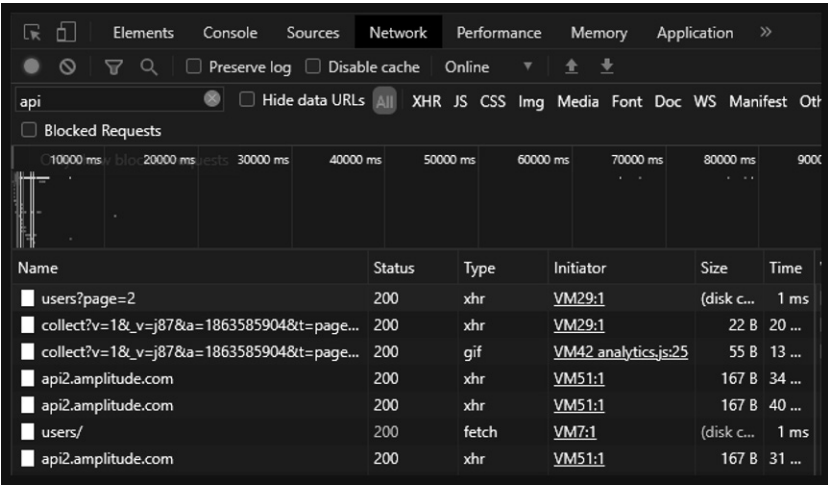 Elements Console Sources Network Performance Memory Application »
Preserve log Disable cache Online
api Hide data URLs All XHR JS CSS Img Media Font Doc WS Manifest Oth
Blocked Requests
10000 ms 20000 ms 30000 ms 40000 ms 50000 ms 60000 ms 70000 ms 80000 ms 9000
Name Status Type Initiator Size Time
users?page=2 200 xhr VM29:1 (disk c... 1 ms
collect?v=1&_v=j87&a=1863585904&t=page... 200 xhr VM29:1 22 B 20 ...
collect?v=1&_v=j87&a=1863585904&t=page... 200 gif VM42 analytics.js:25 55 B 13 ...
api2.amplitude.com 200 xhr VM51:1 167 B 34 ...
api2.amplitude.com 200 xhr VM51:1 167 B 40 ...
users/ 200 fetch VM7:1 (disk c... 1 ms
api2.amplitude.com 200 xhr VM51:1 167 B 31 ...